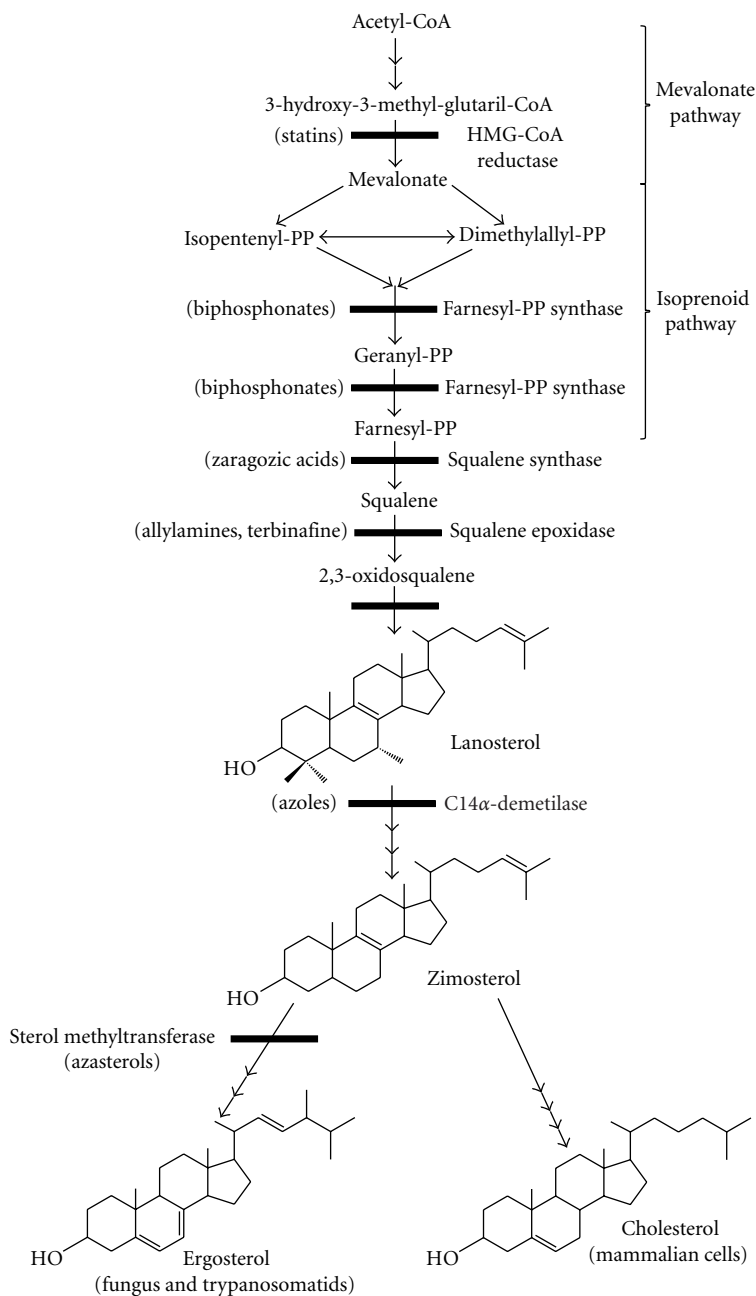 Acetyl-CoA
3-hydroxy-3-methyl-glutaril-CoA
(statins)
HMG-CoA
reductase
Mevalonate
pathway
Mevalonate
Isopentenyl-PP
Dimethylallyl-PP
(biphosphonates)
Farnesyl-PP synthase
Isoprenoid
pathway
Geranyl-PP
(biphosphonates)
Farnesyl-PP synthase
Farnesyl-PP
(zaragozic acids)
Squalene synthase
Squalene
(allylamines, terbinafine)
Squalene epoxidase
2,3-oxidosqualene
Lanosterol
HO
(azoles)
C14α-demetilase
Zimosterol
HO
Sterol methyltransferase
(azasterols)
HO
Ergosterol
(fungus and trypanosomatids)
HO
Cholesterol
(mammalian cells)